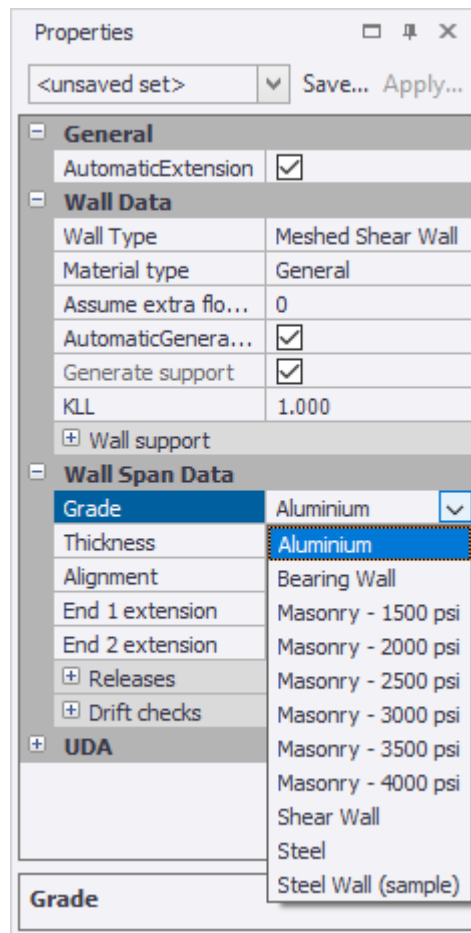 Properties
<unsaved set> Save... Apply...
General
AutomaticExtension
Wall Data
Wall Type Meshed Shear Wall
Material type General
Assume extra flo... 0
AutomaticGenera...
Generate support
KLL 1.000
Wall support
Wall Span Data
Grade Aluminium
Thickness Aluminium
Alignment Bearing Wall
End 1 extension Masonry - 1500 psi
End 2 extension Masonry - 2000 psi
Releases Masonry - 2500 psi
Drift checks Masonry - 3000 psi
UDA Masonry - 3500 psi
Masonry - 4000 psi
Shear Wall
Steel
Steel Wall (sample)
Grade